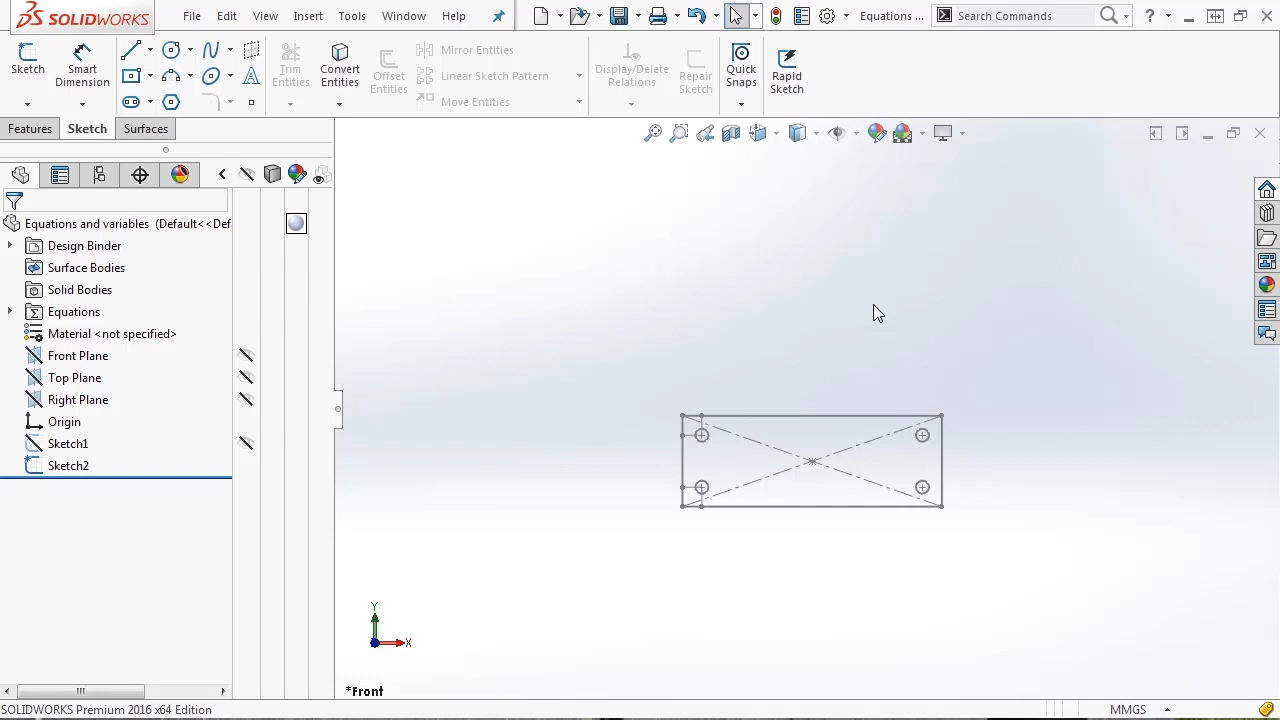 SOLIDWORKS
File Edit View Insert Tools Window Help
Equations ...
Search Commands
Sketch
Smart Dimension
Trim Entities
Convert Entities
Offset Entities
Mirror Entities
Linear Sketch Pattern
Move Entities
Display/Delete Relations
Repair Sketch
Quick Snaps
Rapid Sketch
Features Sketch Surfaces
Equations and variables (Default<<Def
Design Binder
Surface Bodies
Solid Bodies
Equations
Material <not specified>
Front Plane
Top Plane
Right Plane
Origin
Sketch1
Sketch2
Y
X
*Front
SOLIDWORKS Premium 2016 x64 Edition
MMGS